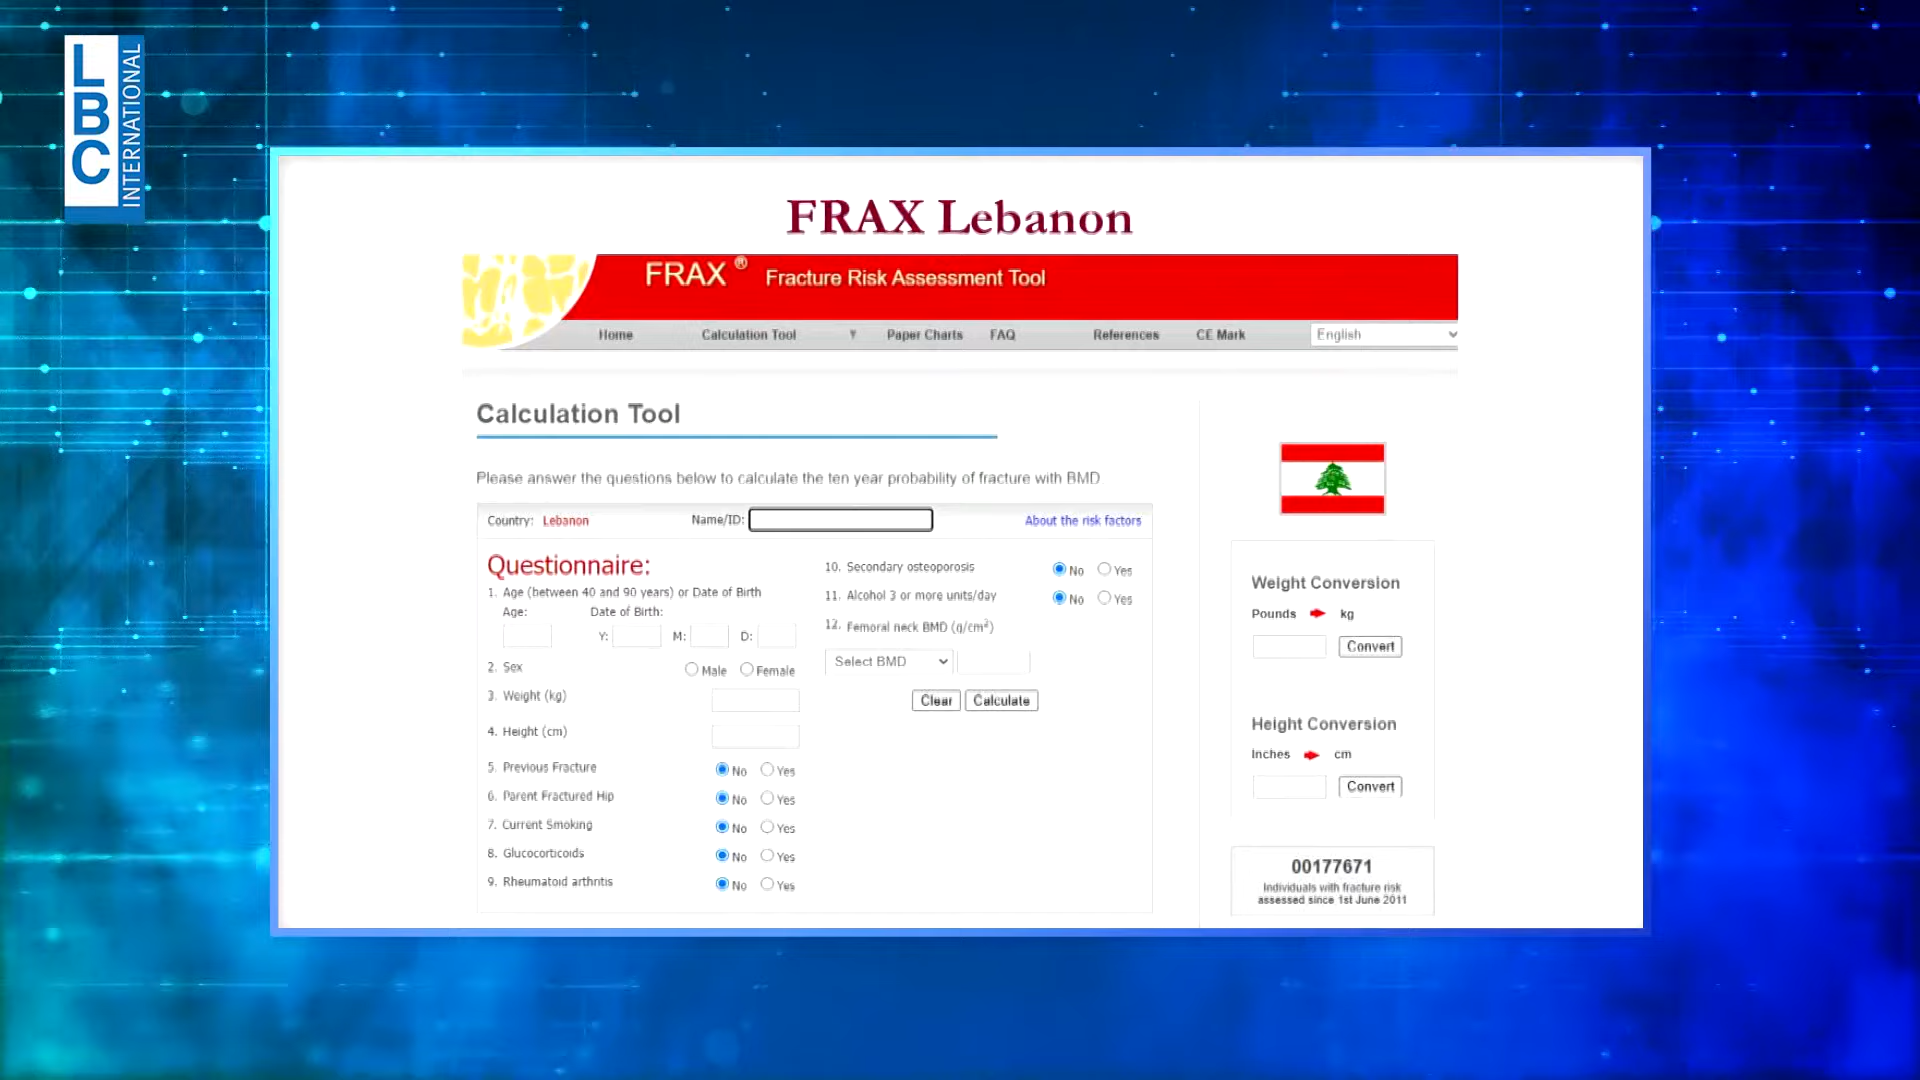 LBC
INTERNATIONAL
FRAX Lebanon
FRAX ® Fracture Risk Assessment Tool
Home Calculation Tool ▼ Paper Charts FAQ References CE Mark English
Calculation Tool
Please answer the questions below to calculate the ten year probability of fracture with BMD
Country: Lebanon Name/ID: About the risk factors
Questionnaire:
1. Age (between 40 and 90 years) or Date of Birth
Age: Date of Birth:
Y: M: D:
2. Sex Male Female
3. Weight (kg)
4. Height (cm)
5. Previous Fracture No Yes
6. Parent Fractured Hip No Yes
7. Current Smoking No Yes
8. Glucocorticoids No Yes
9. Rheumatoid arthritis No Yes
10. Secondary osteoporosis No Yes
11. Alcohol 3 or more units/day No Yes
12. Femoral neck BMD (g/cm²)
Select BMD
Clear Calculate
Weight Conversion
Pounds kg
Convert
Height Conversion
Inches cm
Convert
00177671
Individuals with fracture risk
assessed since 1st June 2011